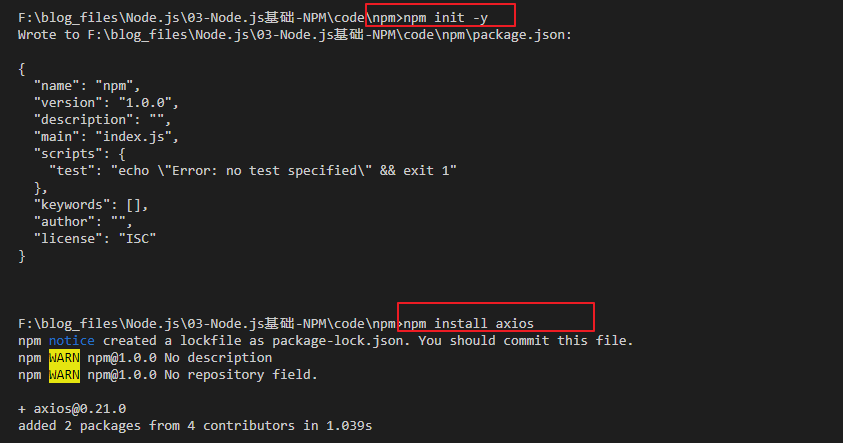 F:\blog_files\Node.js\03-Node.js基础-NPM\code\npm>npm init -y
Wrote to F:\blog_files\Node.js\03-Node.js基础-NPM\code\npm\package.json:
{
  "name": "npm",
  "version": "1.0.0",
  "description": "",
  "main": "index.js",
  "scripts": {
    "test": "echo \"Error: no test specified\" && exit 1"
  },
  "keywords": [],
  "author": "",
  "license": "ISC"
}
F:\blog_files\Node.js\03-Node.js基础-NPM\code\npm>npm install axios
npm notice created a lockfile as package-lock.json. You should commit this file.
npm WARN npm@1.0.0 No description
npm WARN npm@1.0.0 No repository field.
+ axios@0.21.0
added 2 packages from 4 contributors in 1.039s